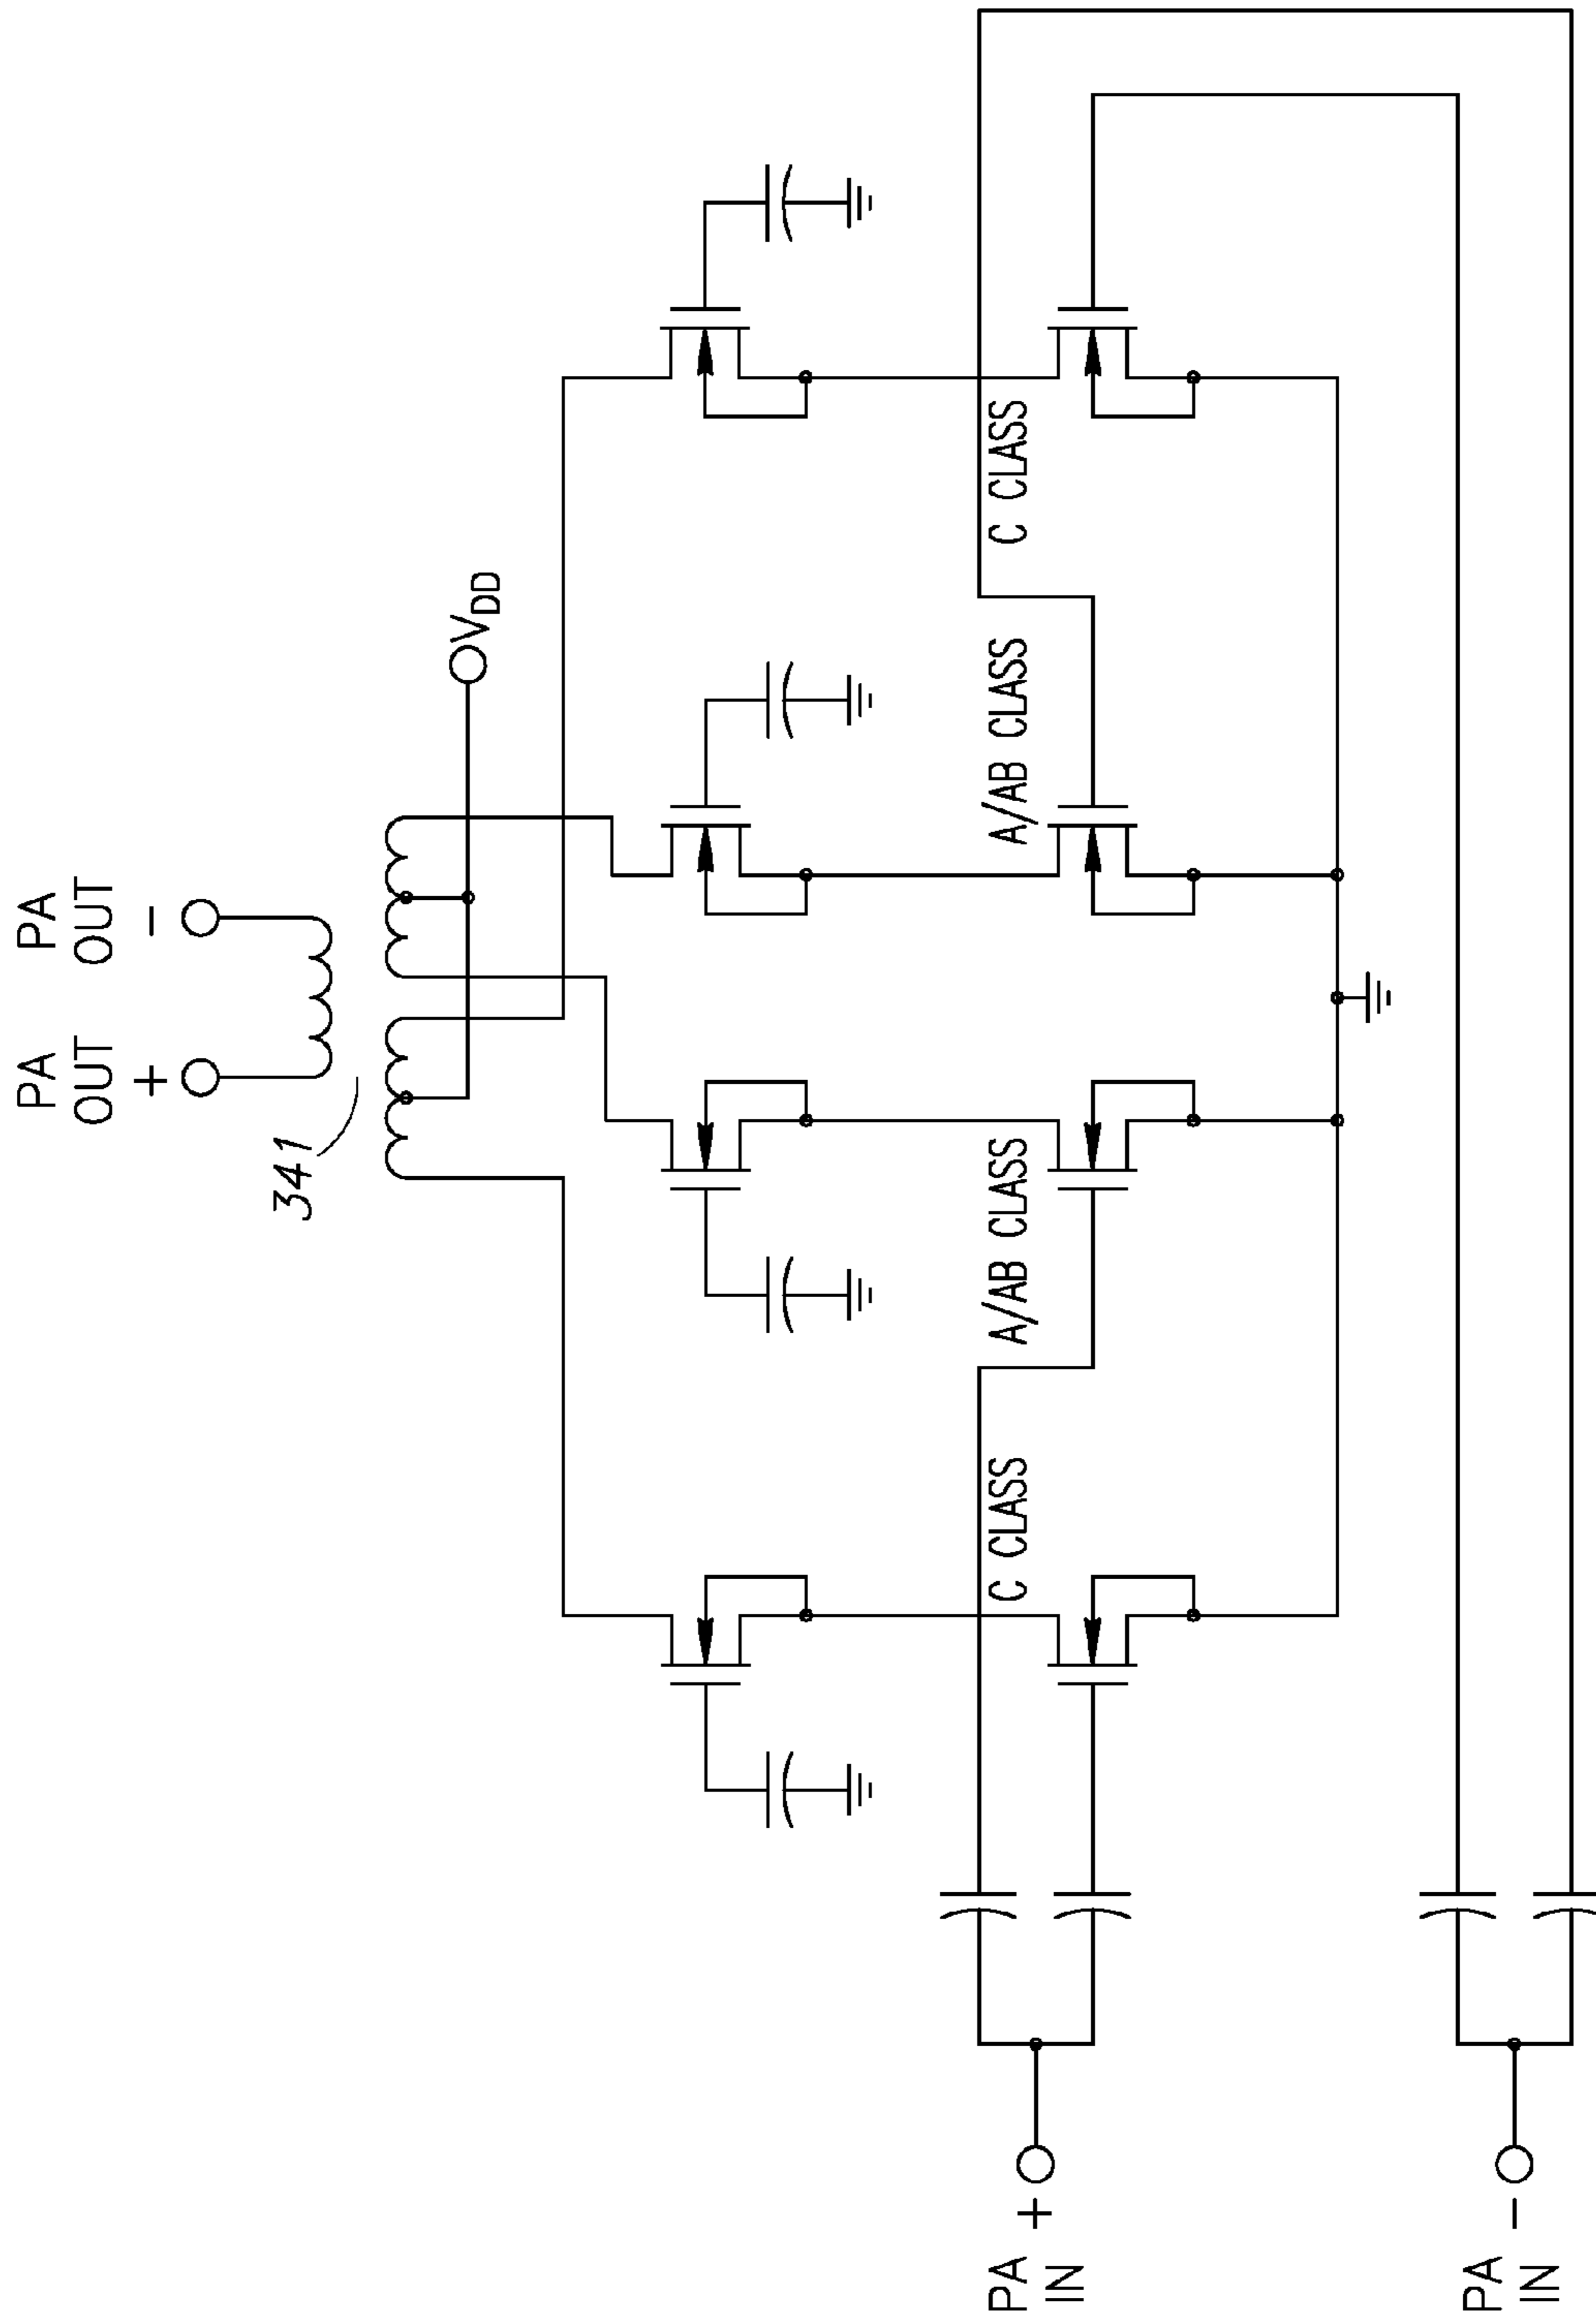 PA
OUT
+
PA
OUT
-
341
VDD
C CLASS
A/AB CLASS
A/AB CLASS
C CLASS
PA
IN +
PA
IN -